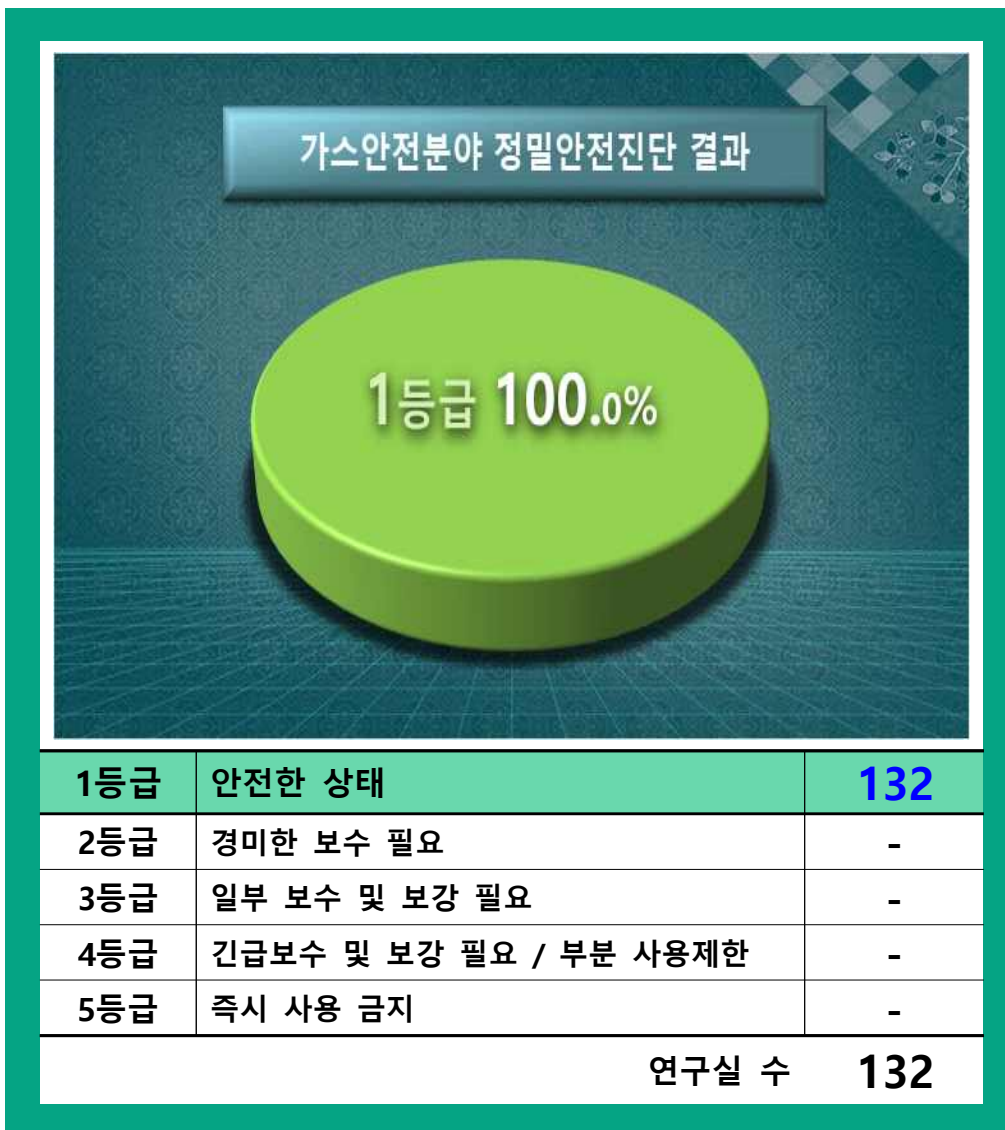 가스안전분야 정밀안전진단 결과
1등급 100.0%
1등급 안전한 상태 132
2등급 경미한 보수 필요 -
3등급 일부 보수 및 보강 필요 -
4등급 긴급보수 및 보강 필요 / 부분 사용제한 -
5등급 즉시 사용 금지 -
연구실 수 132